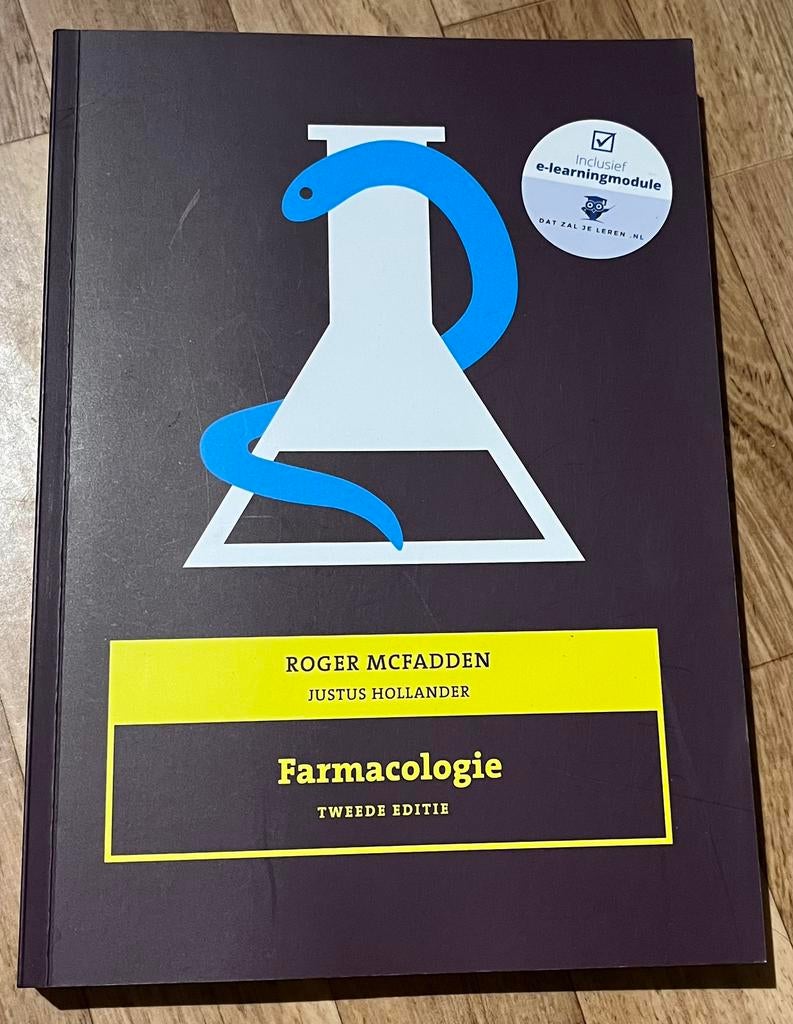 Inclusief
e-learningmodule
DAT ZAL JE LEREN .NL
ROGER MCFADDEN
JUSTUS HOLLANDER
Farmacologie
TWEEDE EDITIE